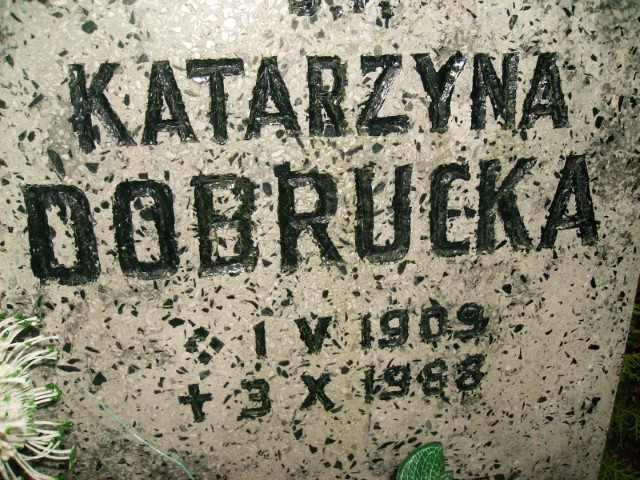 KATARZYNA
DOBRUCKA
1 V 1909
✝ 3 X 1988